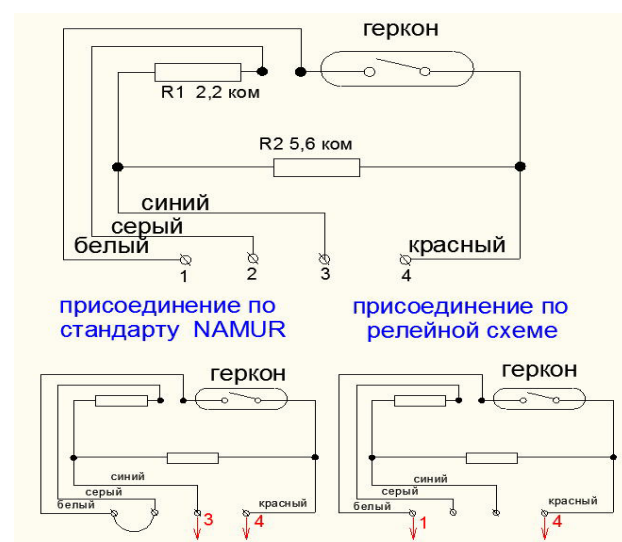 геркон
R1 2,2 ком
R2 5,6 ком
синий
серый
белый
красный
1 2 3 4
присоединение по
стандарту NAMUR
присоединение по
релейной схеме
геркон
синий
серый
белый
красный
3 4
геркон
синий
серый
белый
красный
1 4